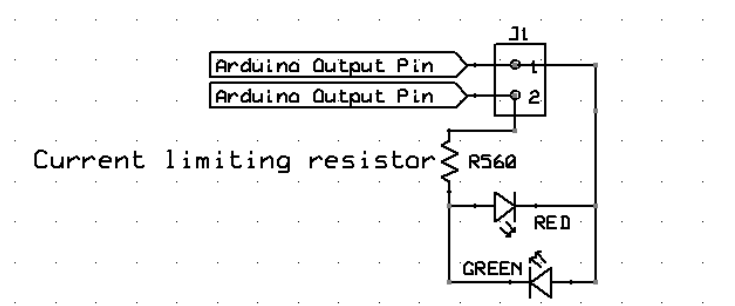 J1
Arduino Output Pin 1
Arduino Output Pin 2
Current limiting resistor R560
RED
GREEN